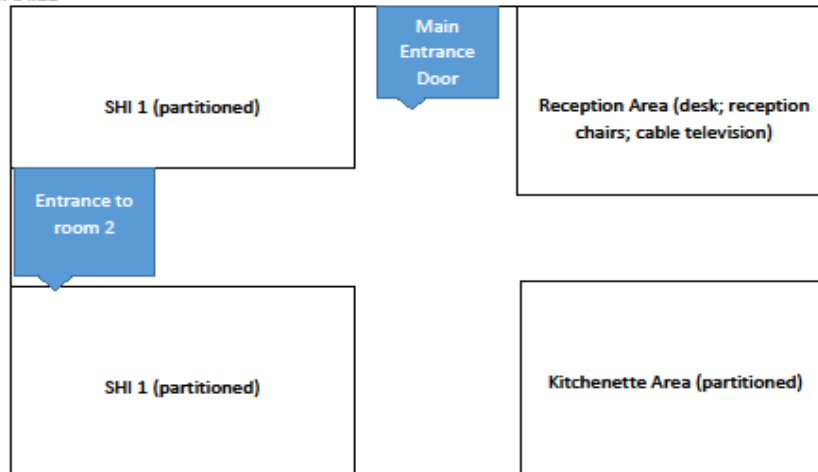 Main
Entrance
Door
SHI 1 (partitioned)
Reception Area (desk; reception
chairs; cable television)
Entrance to
room 2
SHI 1 (partitioned)
Kitchenette Area (partitioned)